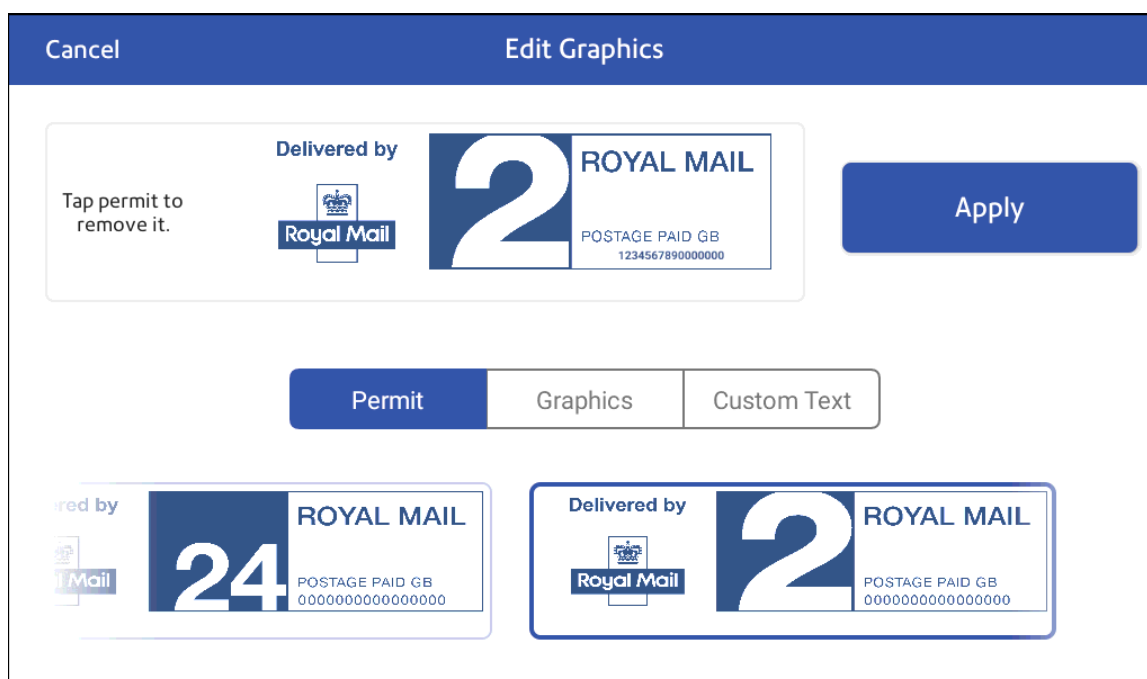 Cancel
Edit Graphics
Tap permit to
remove it.
Delivered by
Royal Mail
2
ROYAL MAIL
POSTAGE PAID GB
1234567890000000
Apply
Permit
Graphics
Custom Text
red by
Mail
24
ROYAL MAIL
POSTAGE PAID GB
0000000000000000
Delivered by
Royal Mail
2
ROYAL MAIL
POSTAGE PAID GB
0000000000000000